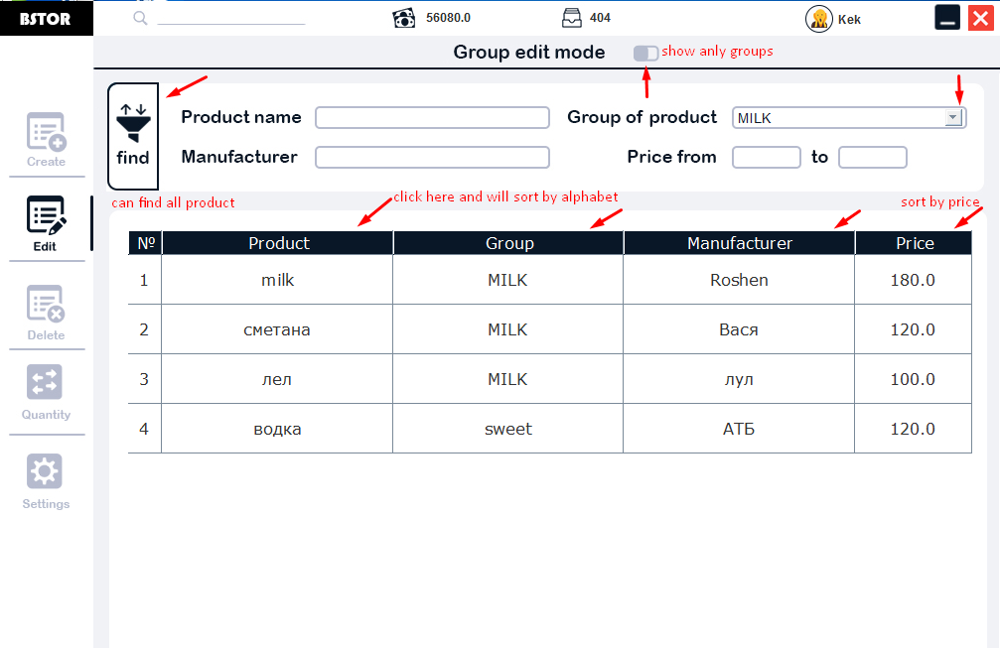 BSTOR
56080.0
404
Kek
Group edit mode
show anly groups
find
Product name
Group of product
MILK
Manufacturer
Price from
to
can find all product
click here and will sort by alphabet
sort by price
Create
Edit
Delete
Quantity
Settings
№ Product Group Manufacturer Price
1 milk MILK Roshen 180.0
2 сметана MILK Вася 120.0
3 лел MILK лул 100.0
4 водка sweet АТБ 120.0